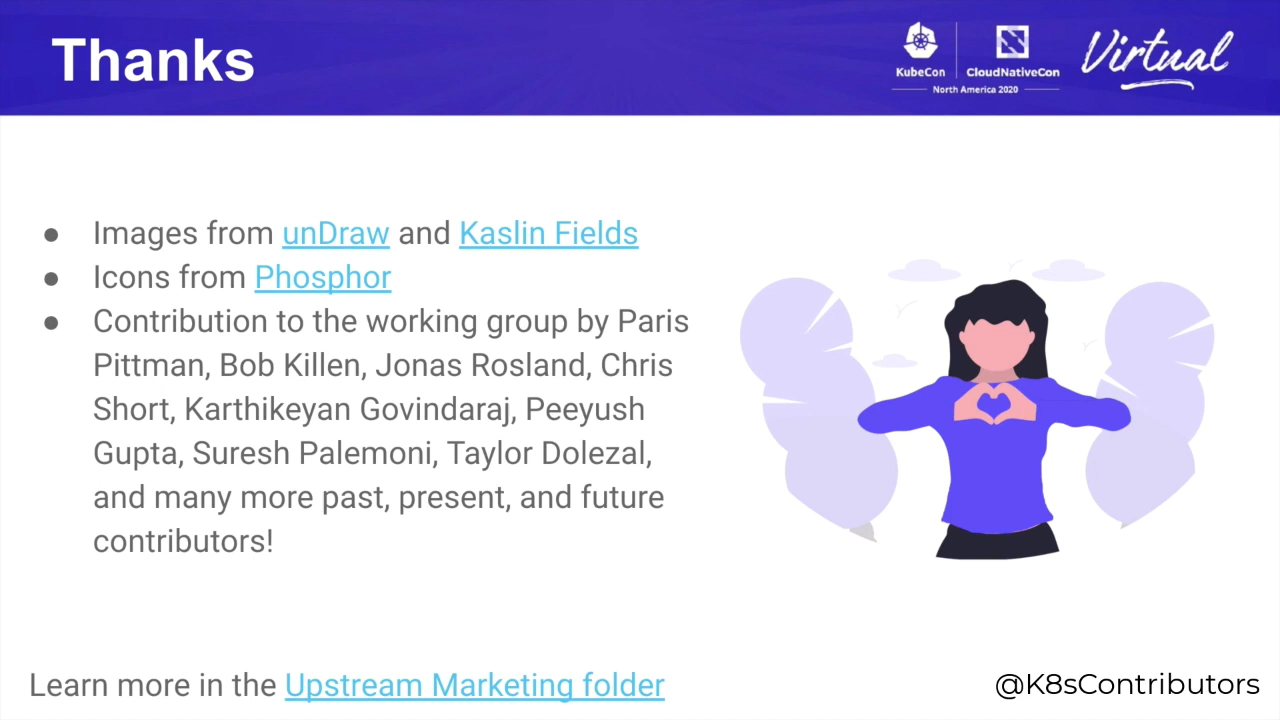 Thanks
KubeCon
CloudNativeCon
North America 2020
Virtual
● Images from unDraw and Kaslin Fields
● Icons from Phosphor
● Contribution to the working group by Paris
Pittman, Bob Killen, Jonas Rosland, Chris
Short, Karthikeyan Govindaraj, Peeyush
Gupta, Suresh Palemoni, Taylor Dolezal,
and many more past, present, and future
contributors!
Learn more in the Upstream Marketing folder
@K8sContributors